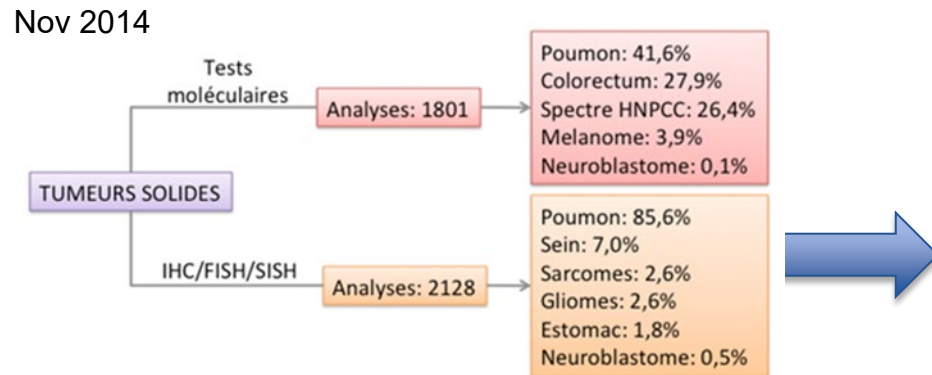 Nov 2014
Tests
moléculaires
Analyses: 1801
Poumon: 41,6%
Colorectum: 27,9%
Spectre HNPCC: 26,4%
Melanome: 3,9%
Neuroblastome: 0,1%
TUMEURS SOLIDES
IHC/FISH/SISH
Analyses: 2128
Poumon: 85,6%
Sein: 7,0%
Sarcomes: 2,6%
Gliomes: 2,6%
Estomac: 1,8%
Neuroblastome: 0,5%